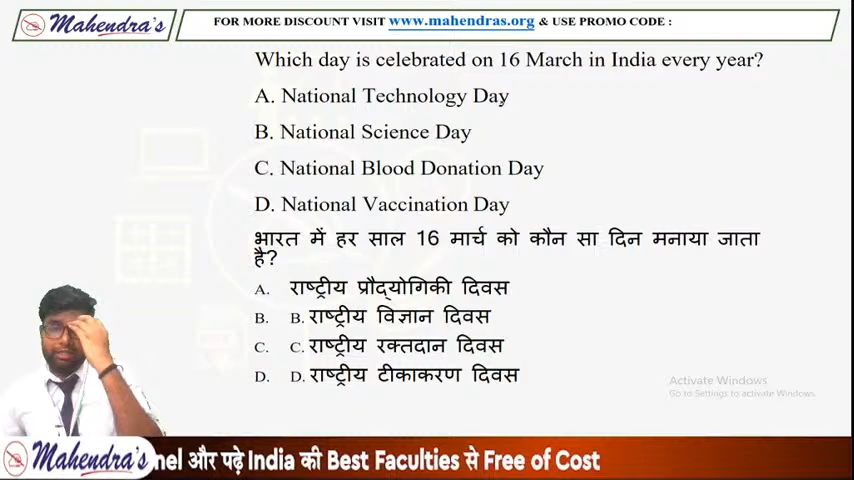 Mahendra's
FOR MORE DISCOUNT VISIT www.mahendras.org & USE PROMO CODE :
Which day is celebrated on 16 March in India every year?
A. National Technology Day
B. National Science Day
C. National Blood Donation Day
D. National Vaccination Day
भारत में हर साल 16 मार्च को कौन सा दिन मनाया जाता
है?
A. राष्ट्रीय प्रौद्योगिकी दिवस
B. B. राष्ट्रीय विज्ञान दिवस
C. C. राष्ट्रीय रक्तदान दिवस
D. D. राष्ट्रीय टीकाकरण दिवस
Activate Windows
Go to Settings to activate Windows.
Mahendra's nel और पढ़े India की Best Faculties से Free of Cost